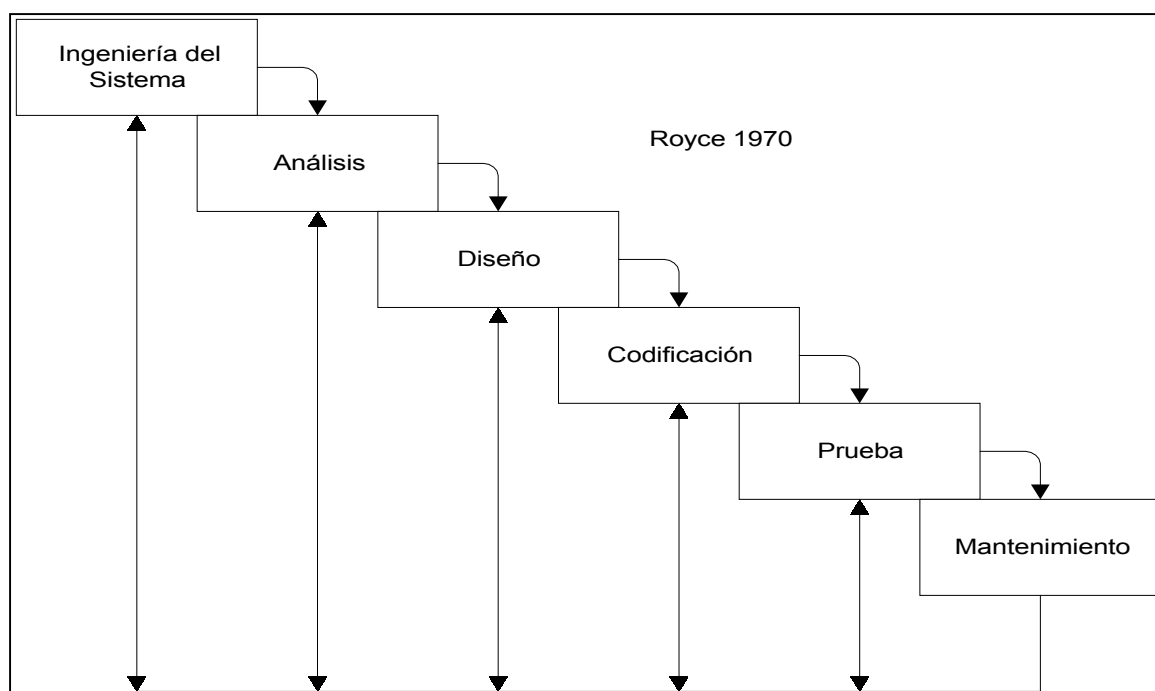 Ingeniería del
Sistema
Royce 1970
Análisis
Diseño
Codificación
Prueba
Mantenimiento